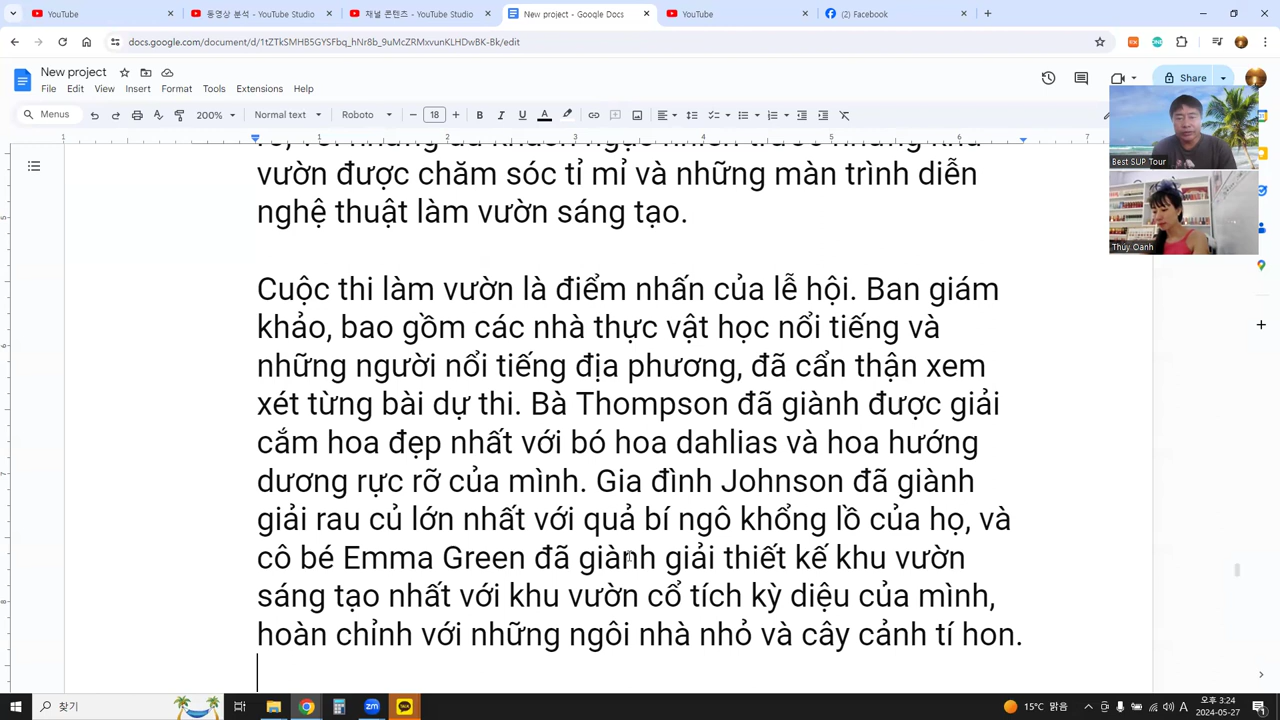 YouTube
동영상 분석 - YouTube Studio
채널 콘텐츠 - YouTube Studio
New project - Google Docs
YouTube
(2) Facebook
docs.google.com/document/d/1tZTkSMHB5GYSFbq_hNr8b_9uMcZRMxvunKLHDwBK-Bk/edit
New project
File Edit View Insert Format Tools Extensions Help
Share
Menus
200%
Normal text
Roboto
18
vườn được chăm sóc tỉ mỉ và những màn trình diễn
nghệ thuật làm vườn sáng tạo.
Cuộc thi làm vườn là điểm nhấn của lễ hội. Ban giám
khảo, bao gồm các nhà thực vật học nổi tiếng và
những người nổi tiếng địa phương, đã cẩn thận xem
xét từng bài dự thi. Bà Thompson đã giành được giải
cắm hoa đẹp nhất với bó hoa dahlias và hoa hướng
dương rực rỡ của mình. Gia đình Johnson đã giành
giải rau củ lớn nhất với quả bí ngô khổng lồ của họ, và
cô bé Emma Green đã giành giải thiết kế khu vườn
sáng tạo nhất với khu vườn cổ tích kỳ diệu của mình,
hoàn chỉnh với những ngôi nhà nhỏ và cây cảnh tí hon.
Best SUP Tour
Thúy Oanh
찾기
15°C 맑음
A
오후 3:24
2024-05-27